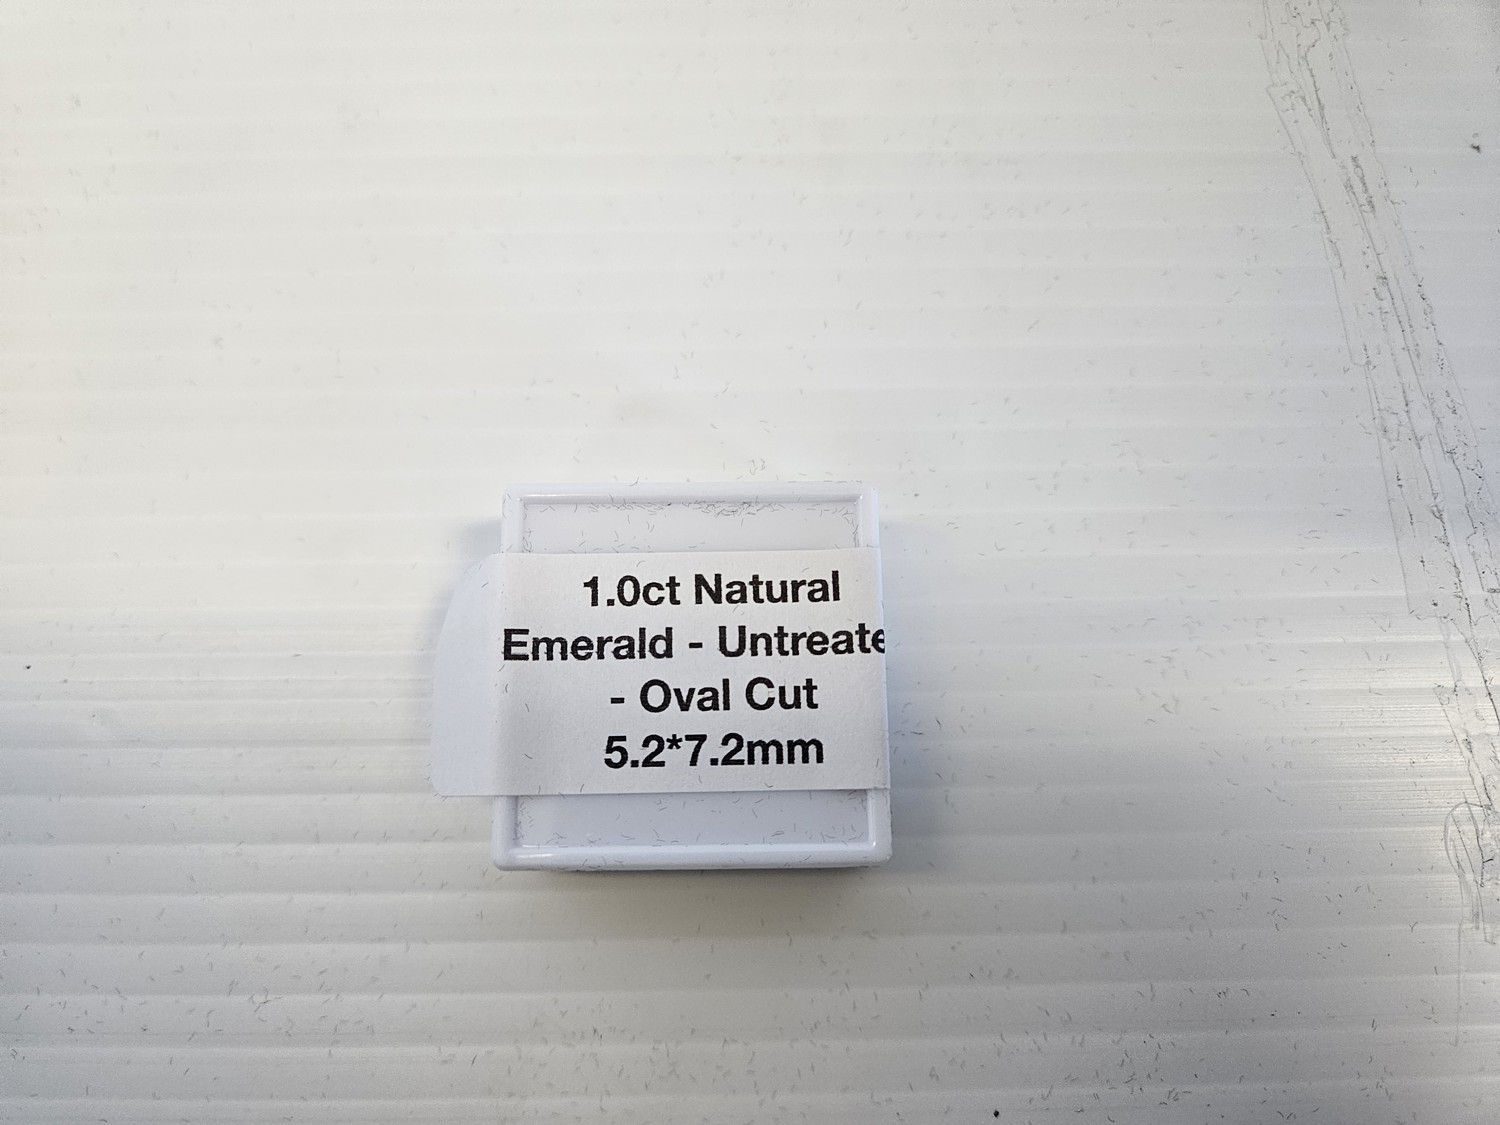 1.0ct Natural
Emerald - Untreate
- Oval Cut
5.2*7.2mm